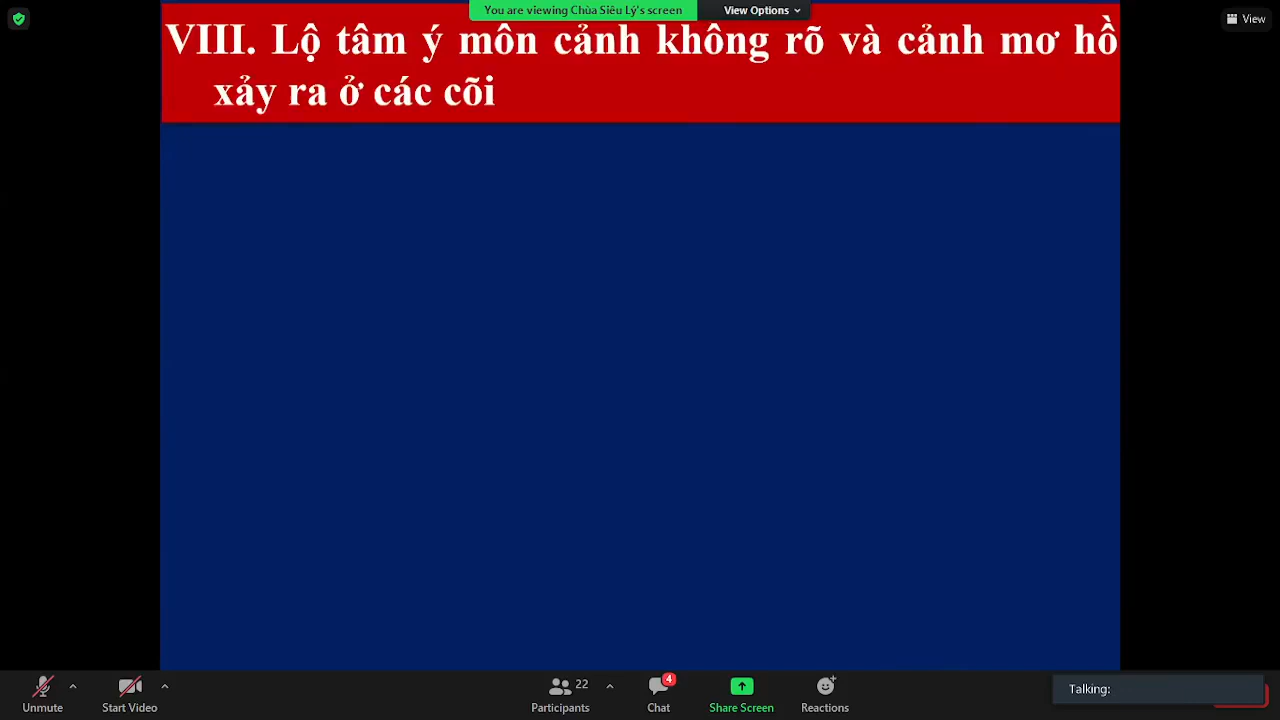 You are viewing Chùa Siêu Lý's screen
View Options
View
VIII. Lộ tâm ý môn cảnh không rõ và cảnh mơ hồ
xảy ra ở các cõi
Talking:
22
4
Unmute
Start Video
Participants
Chat
Share Screen
Reactions